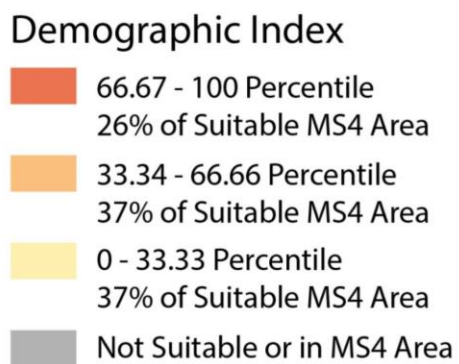 Demographic Index
66.67 - 100 Percentile
26% of Suitable MS4 Area
33.34 - 66.66 Percentile
37% of Suitable MS4 Area
0 - 33.33 Percentile
37% of Suitable MS4 Area
Not Suitable or in MS4 Area